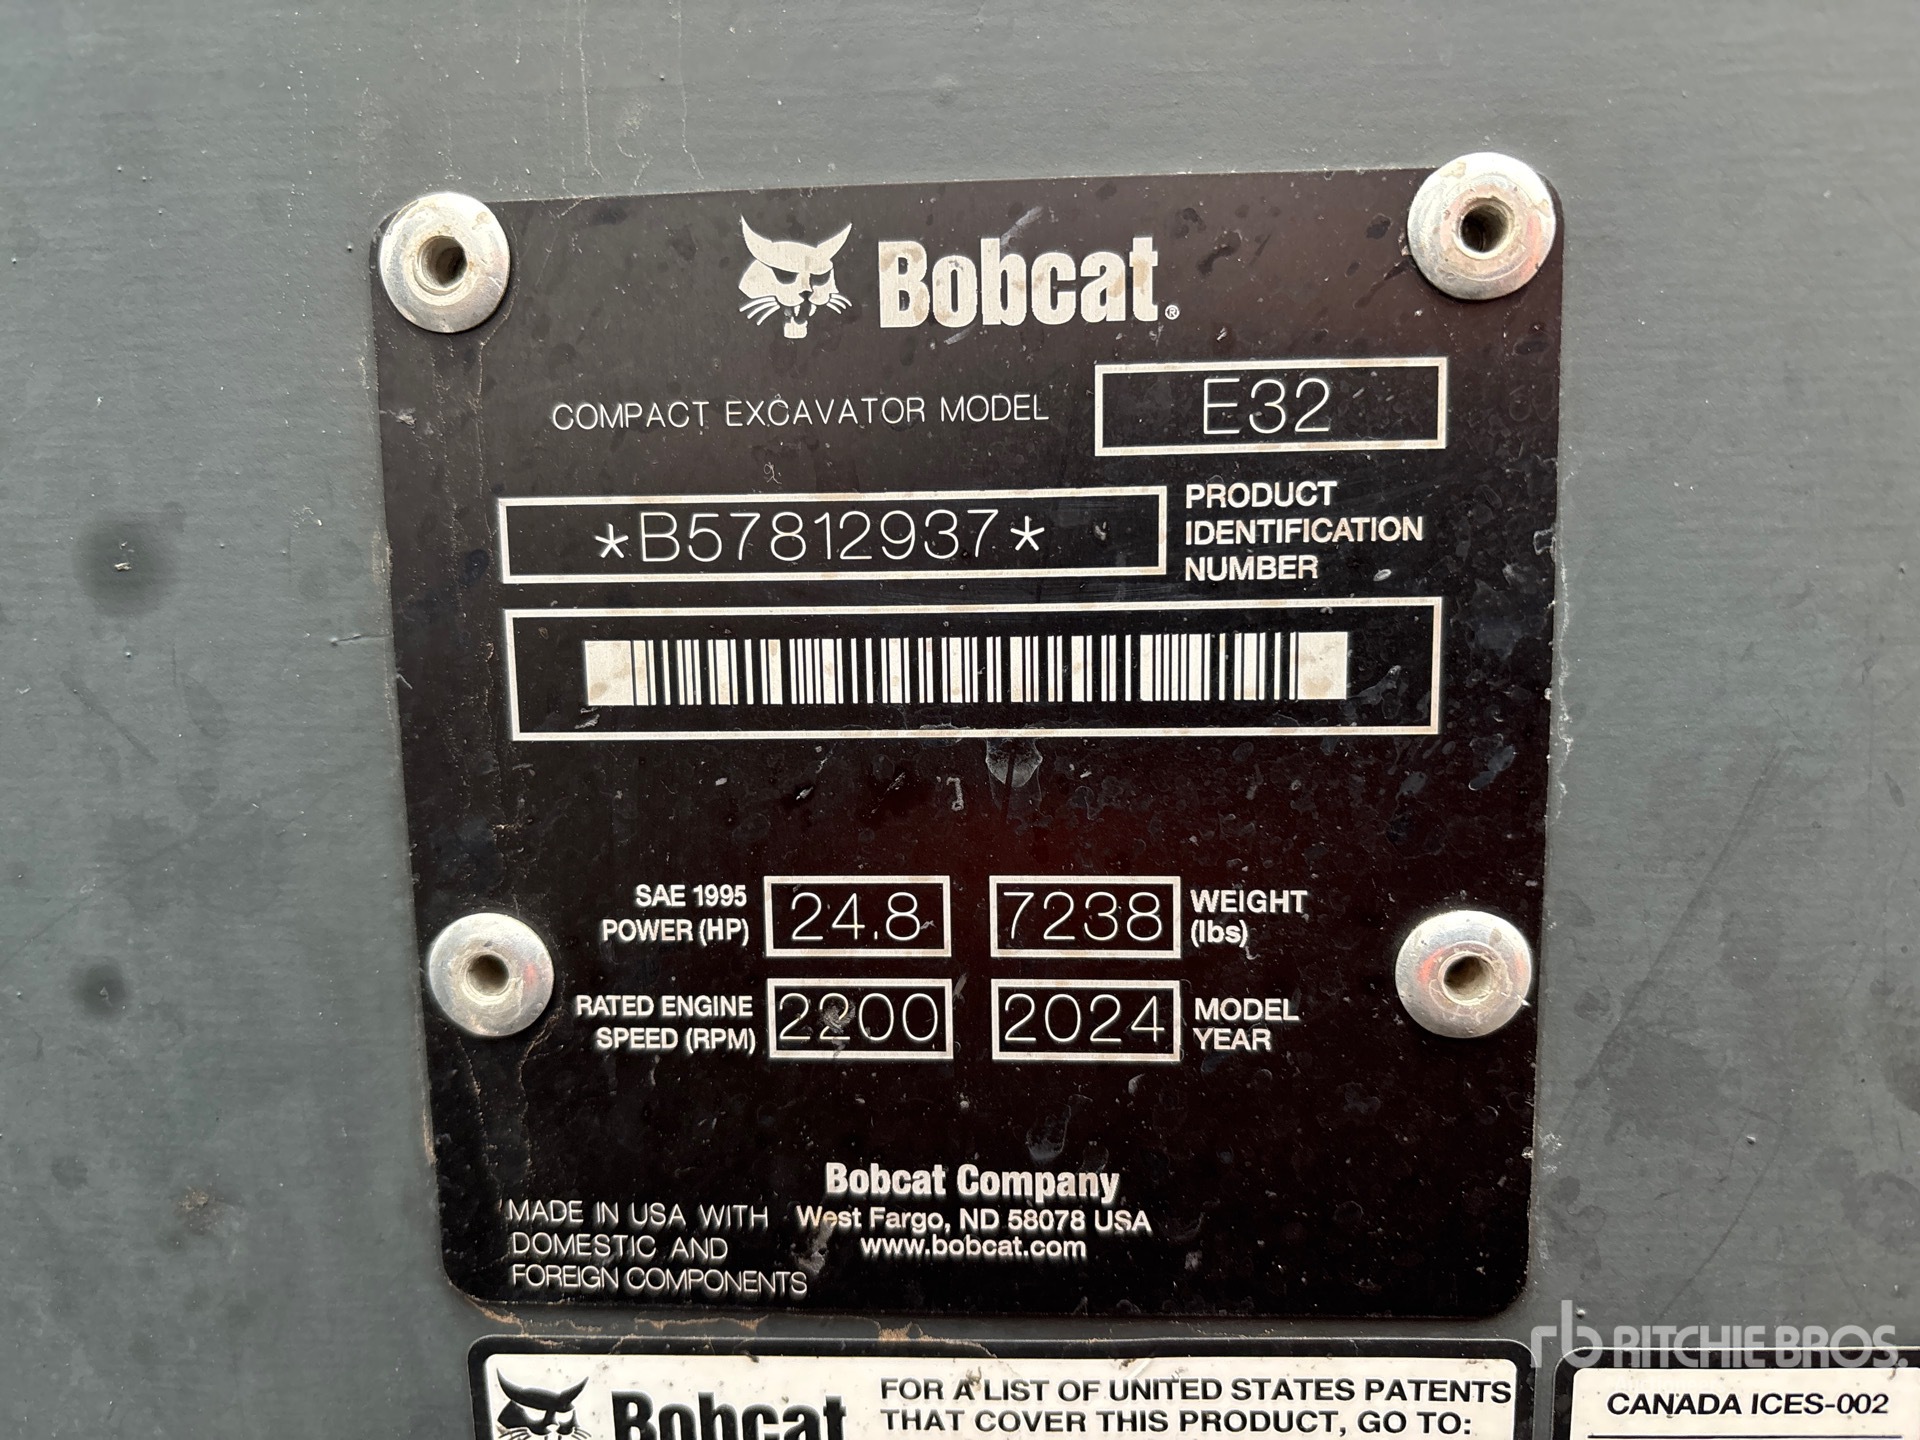 Bobcat®
COMPACT EXCAVATOR MODEL E32
*B57812937*
PRODUCT
IDENTIFICATION
NUMBER
SAE 1995
POWER (HP) 24.8
7238 WEIGHT
(lbs)
RATED ENGINE
SPEED (RPM) 2200
2024 MODEL
YEAR
Bobcat Company
West Fargo, ND 58078 USA
www.bobcat.com
MADE IN USA WITH
DOMESTIC AND
FOREIGN COMPONENTS
Bobcat
FOR A LIST OF UNITED STATES PATENTS
THAT COVER THIS PRODUCT, GO TO:
rb RITCHIE BROS.
CANADA ICES-002